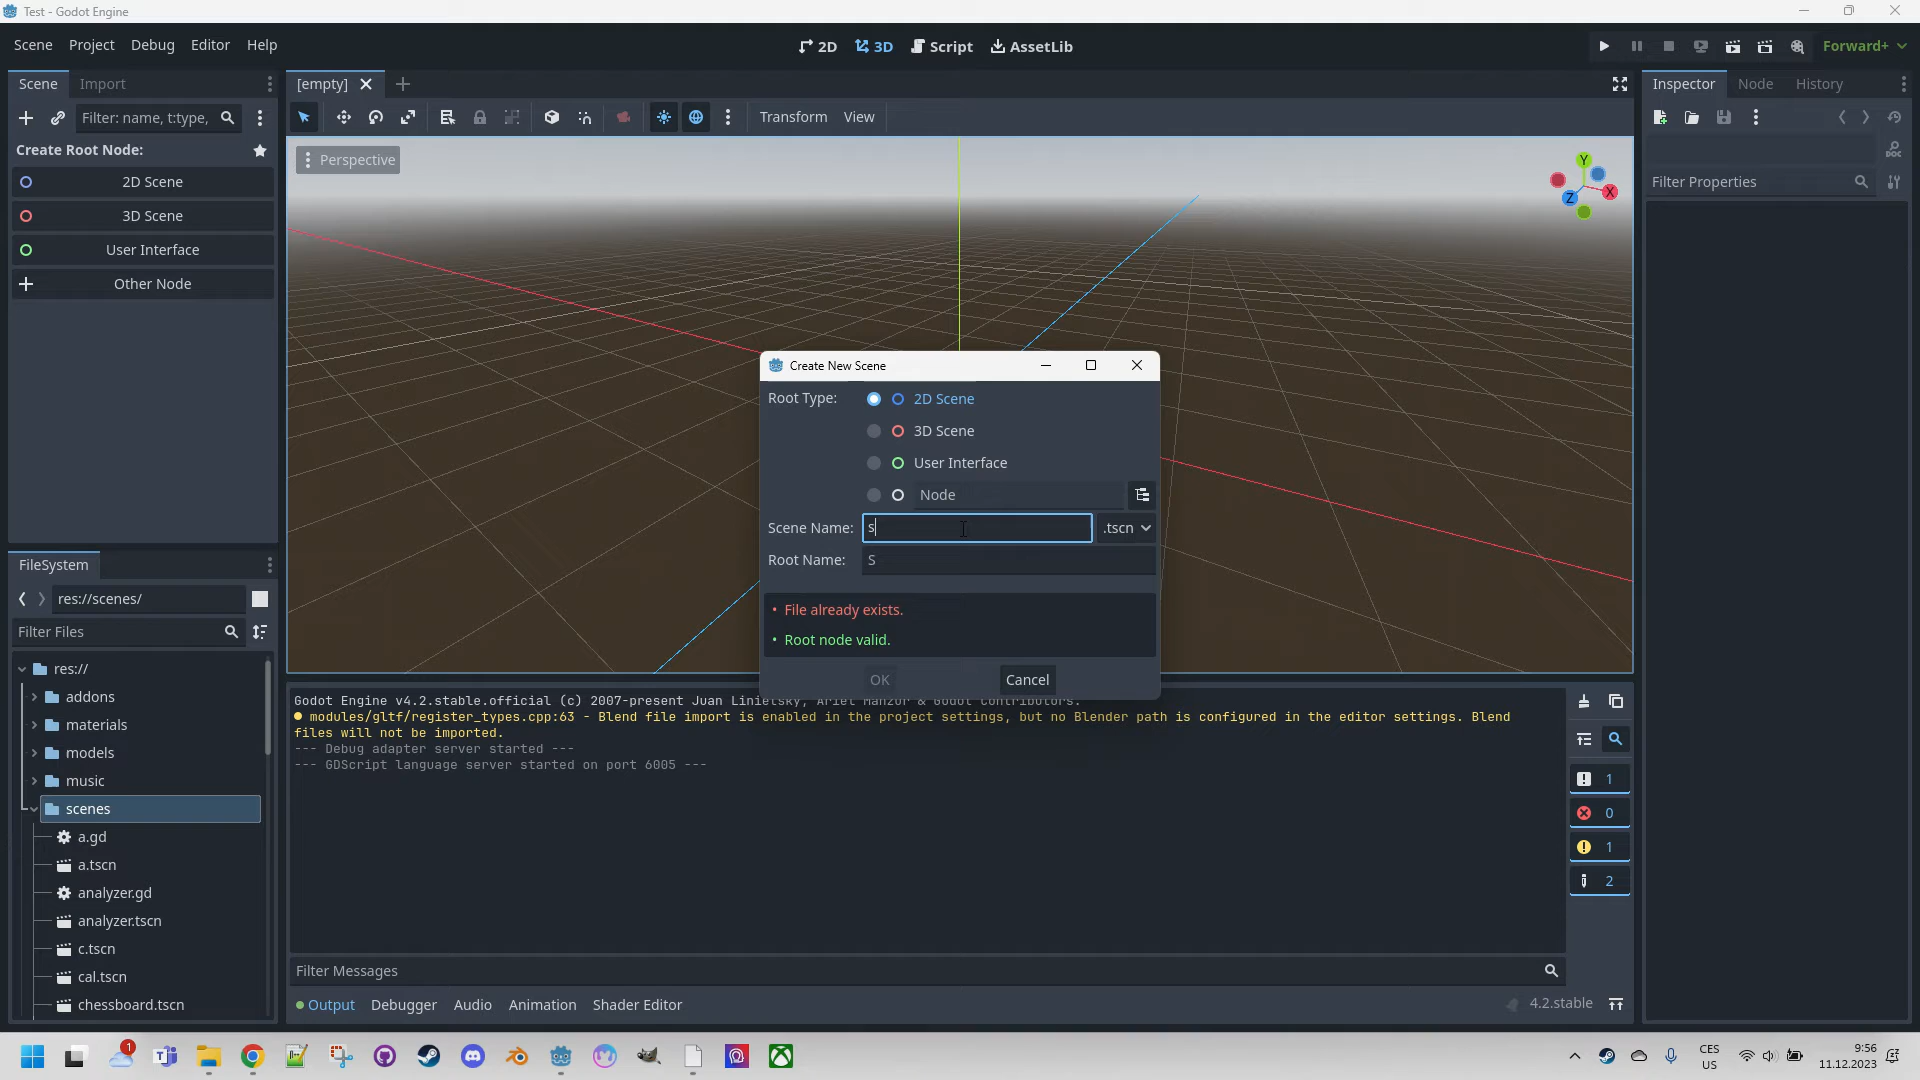 Test - Godot Engine
Scene Project Debug Editor Help
2D 3D Script AssetLib
Forward+
Scene Import
[empty]
Inspector Node History
Filter: name, t:type,
Transform View
Create Root Node:
Perspective
Y
X
Z
DOC
2D Scene
Filter Properties
3D Scene
User Interface
Other Node
Create New Scene
Root Type: 2D Scene
3D Scene
User Interface
Node
Scene Name: s .tscn
Root Name: S
File already exists.
Root node valid.
OK Cancel
FileSystem
res://scenes/
Filter Files
res://
addons
materials
models
music
scenes
a.gd
a.tscn
analyzer.gd
analyzer.tscn
c.tscn
cal.tscn
chessboard.tscn
Godot Engine v4.2.stable.official (c) 2007-present Juan Linietsky, Ariel Manzur & Godot Contributors.
modules/gltf/register_types.cpp:63 - Blend file import is enabled in the project settings, but no Blender path is configured in the editor settings. Blend
files will not be imported.
--- Debug adapter server started ---
--- GDScript language server started on port 6005 ---
1
0
1
2
Filter Messages
Output Debugger Audio Animation Shader Editor
4.2.stable
1
CES
US
9:56
11.12.2023